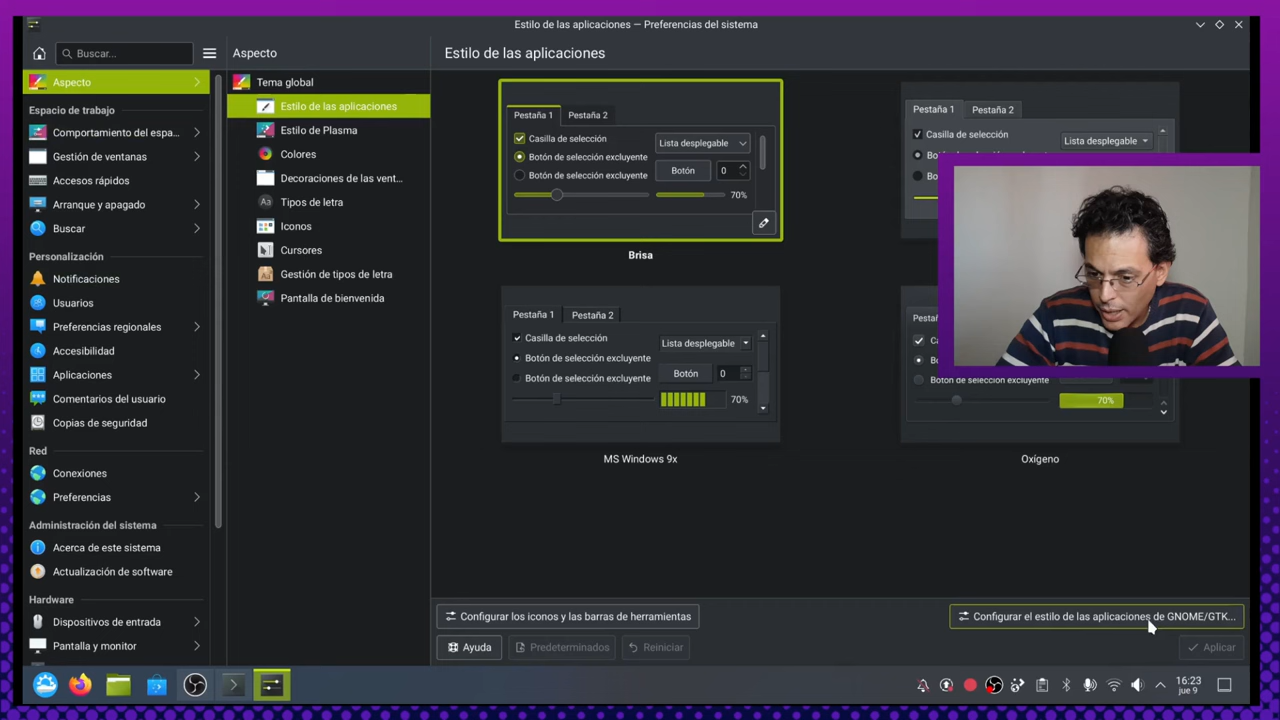 Estilo de las aplicaciones — Preferencias del sistema
Buscar...
Aspecto
Espacio de trabajo
Comportamiento del espa...
Gestión de ventanas
Accesos rápidos
Arranque y apagado
Buscar
Personalización
Notificaciones
Usuarios
Preferencias regionales
Accesibilidad
Aplicaciones
Comentarios del usuario
Copias de seguridad
Red
Conexiones
Preferencias
Administración del sistema
Acerca de este sistema
Actualización de software
Hardware
Dispositivos de entrada
Pantalla y monitor
Aspecto
Tema global
Estilo de las aplicaciones
Estilo de Plasma
Colores
Decoraciones de las vent...
Tipos de letra
Iconos
Cursores
Gestión de tipos de letra
Pantalla de bienvenida
Estilo de las aplicaciones
Pestaña 1 Pestaña 2
Casilla de selección
Lista desplegable
Botón de selección excluyente
Botón 0
Botón de selección excluyente
70%
Brisa
Pestaña 1 Pestaña 2
Casilla de selección
Lista desplegable
Pestaña 1 Pestaña 2
Casilla de selección
Lista desplegable
Botón de selección excluyente
Botón 0
Botón de selección excluyente
70%
MS Windows 9x
Botón de selección excluyente
70%
Oxígeno
Configurar los iconos y las barras de herramientas
Configurar el estilo de las aplicaciones de GNOME/GTK...
Ayuda
Predeterminados
Reiniciar
Aplicar
16:23
jue 9